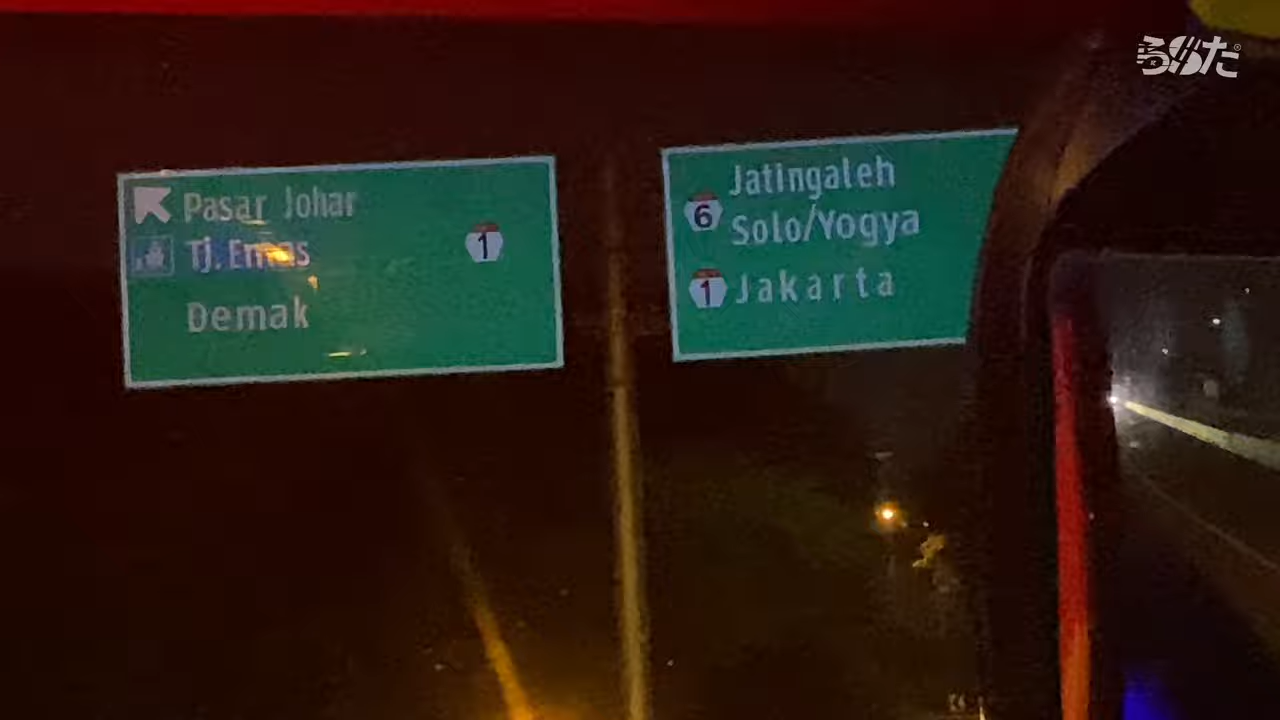 Pasar Johar
Tj. Emas
1
Demak
Jatingaleh
6
Solo/Yogya
1 Jakarta